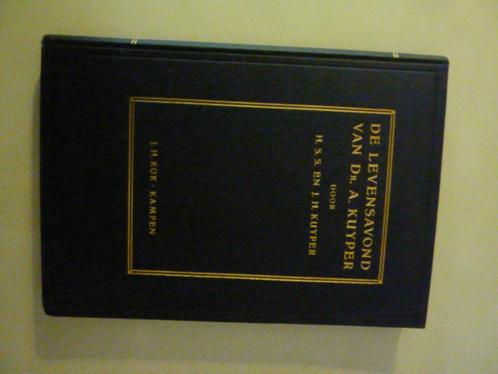 DE LEVENSAVOND
VAN DR. A. KUYPER
DOOR
H. S. S. EN J. H. KUYPER
J. H. KOK - KAMPEN